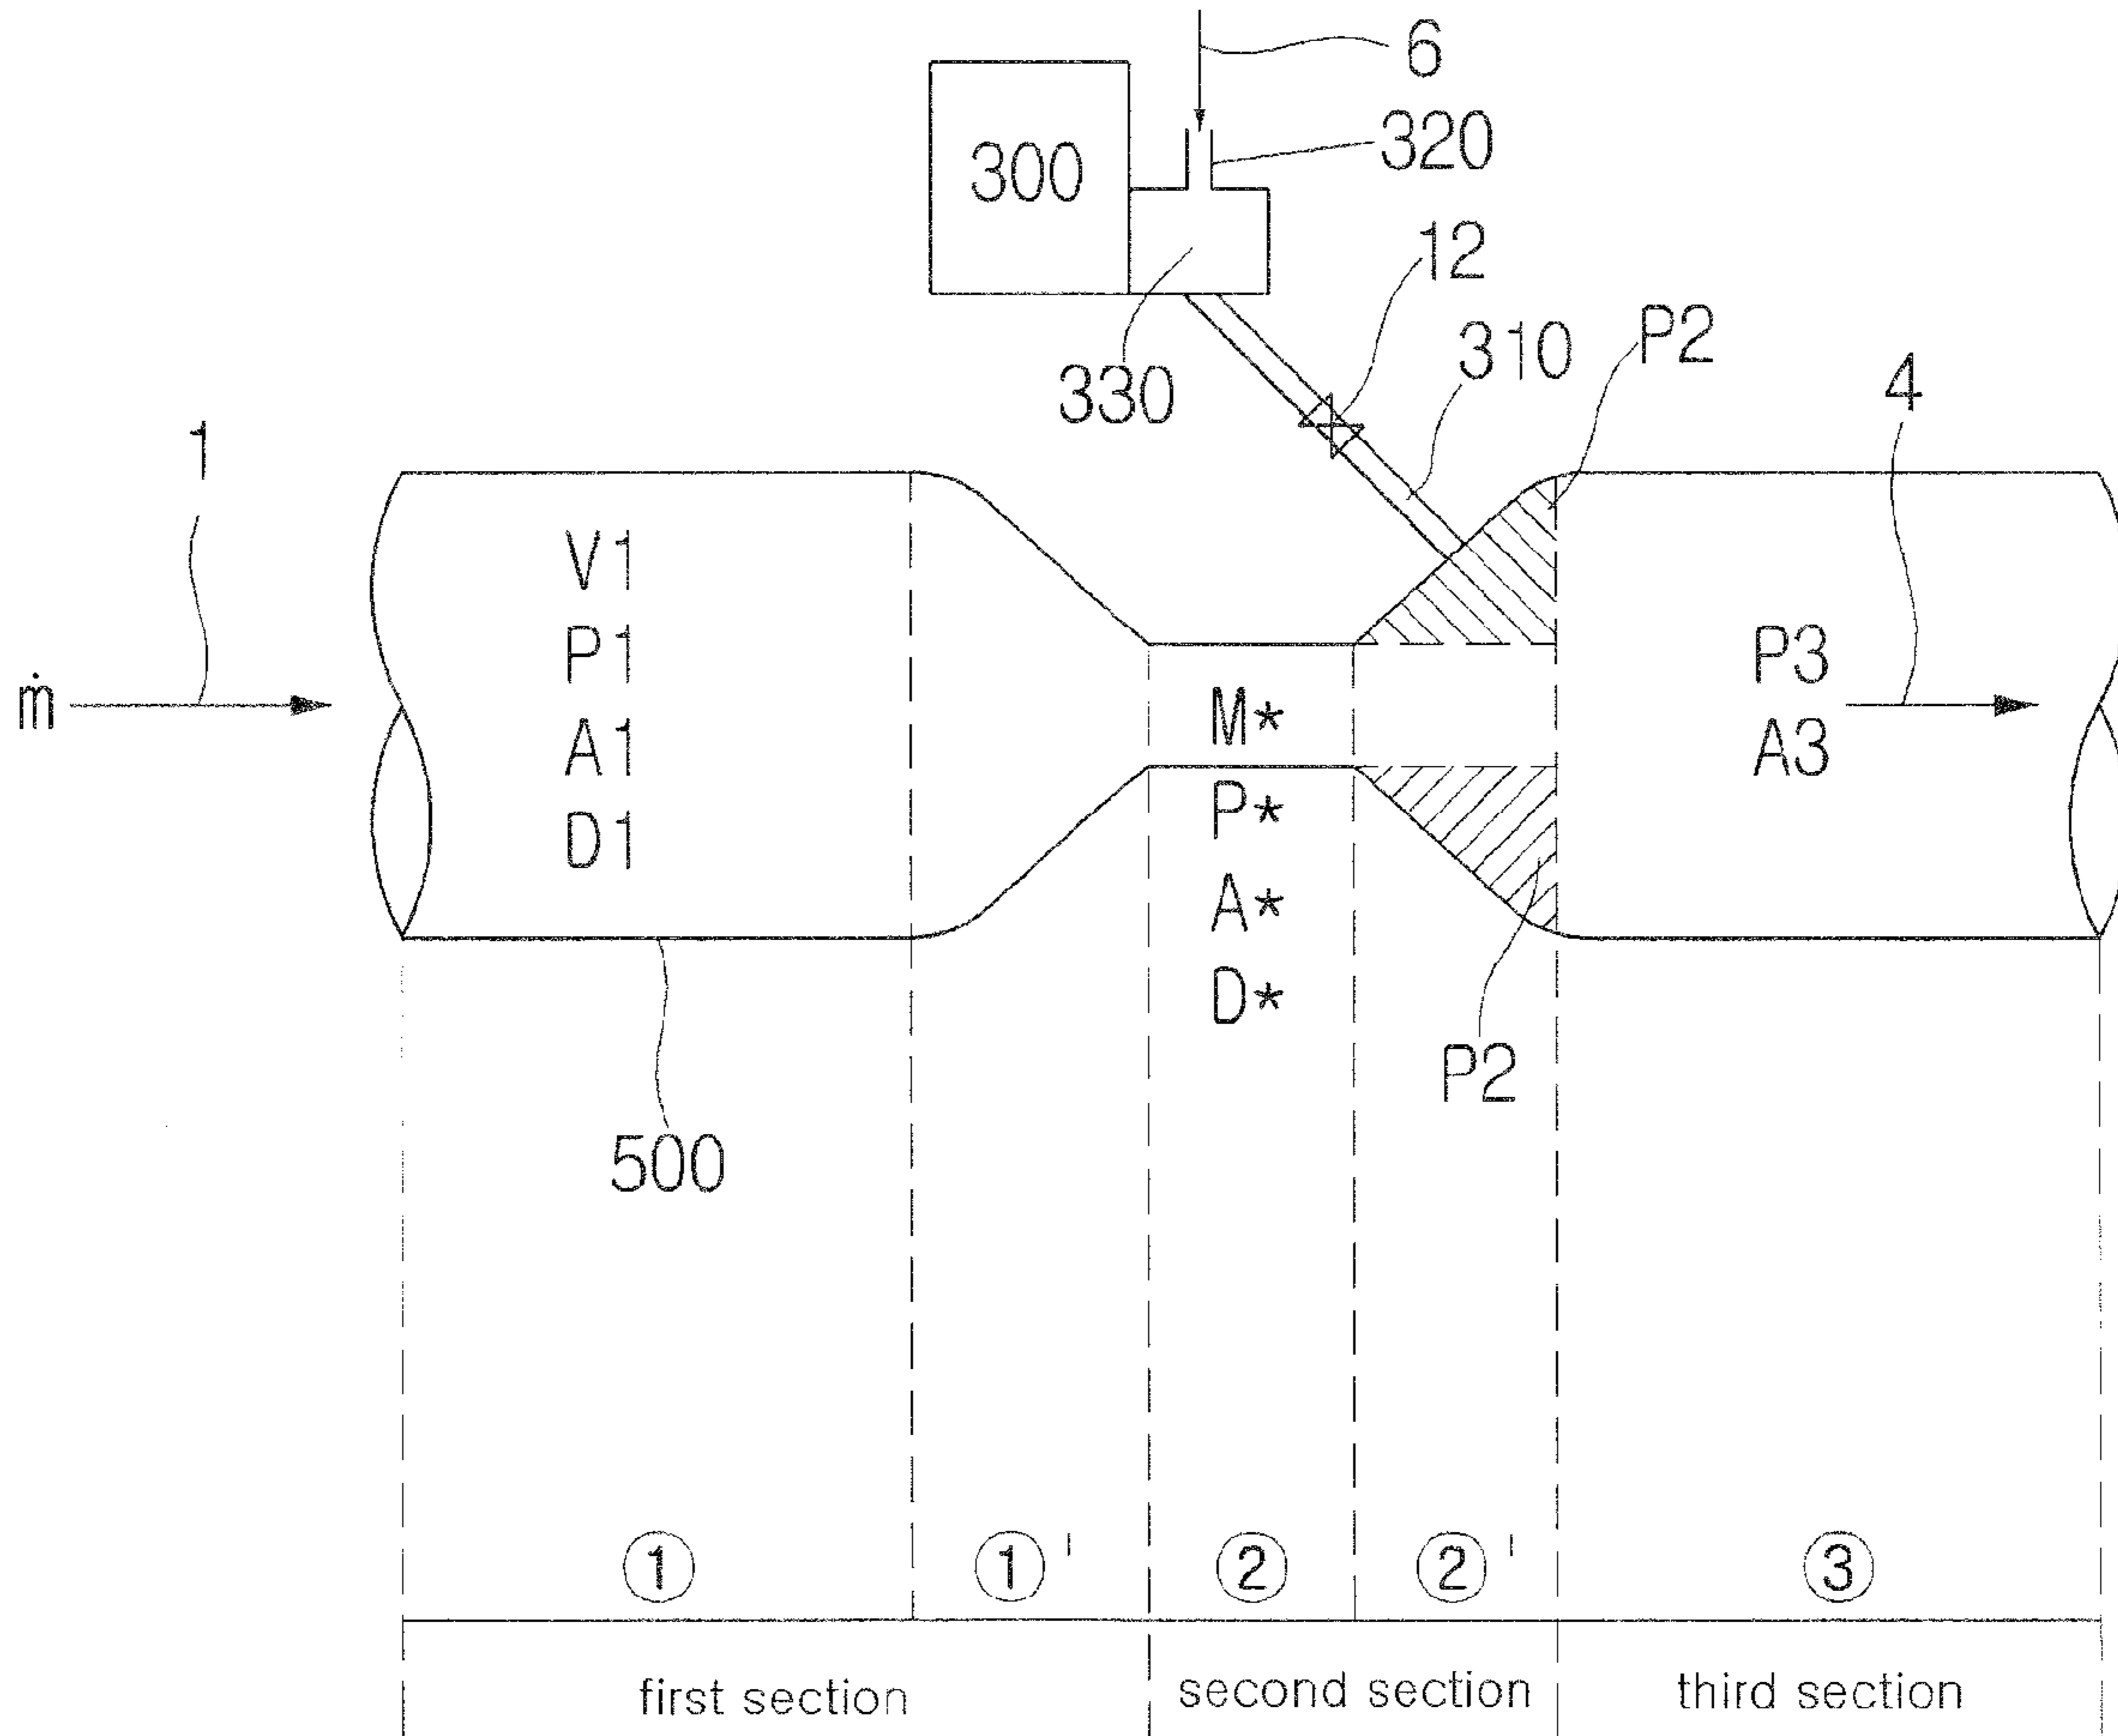 6
300
320
12
330
310
P2
4
1
V1
P1
A1
D1
ṁ
M*
P*
A*
D*
P3
A3
P2
500
① ①' ② ②' ③
first section second section third section